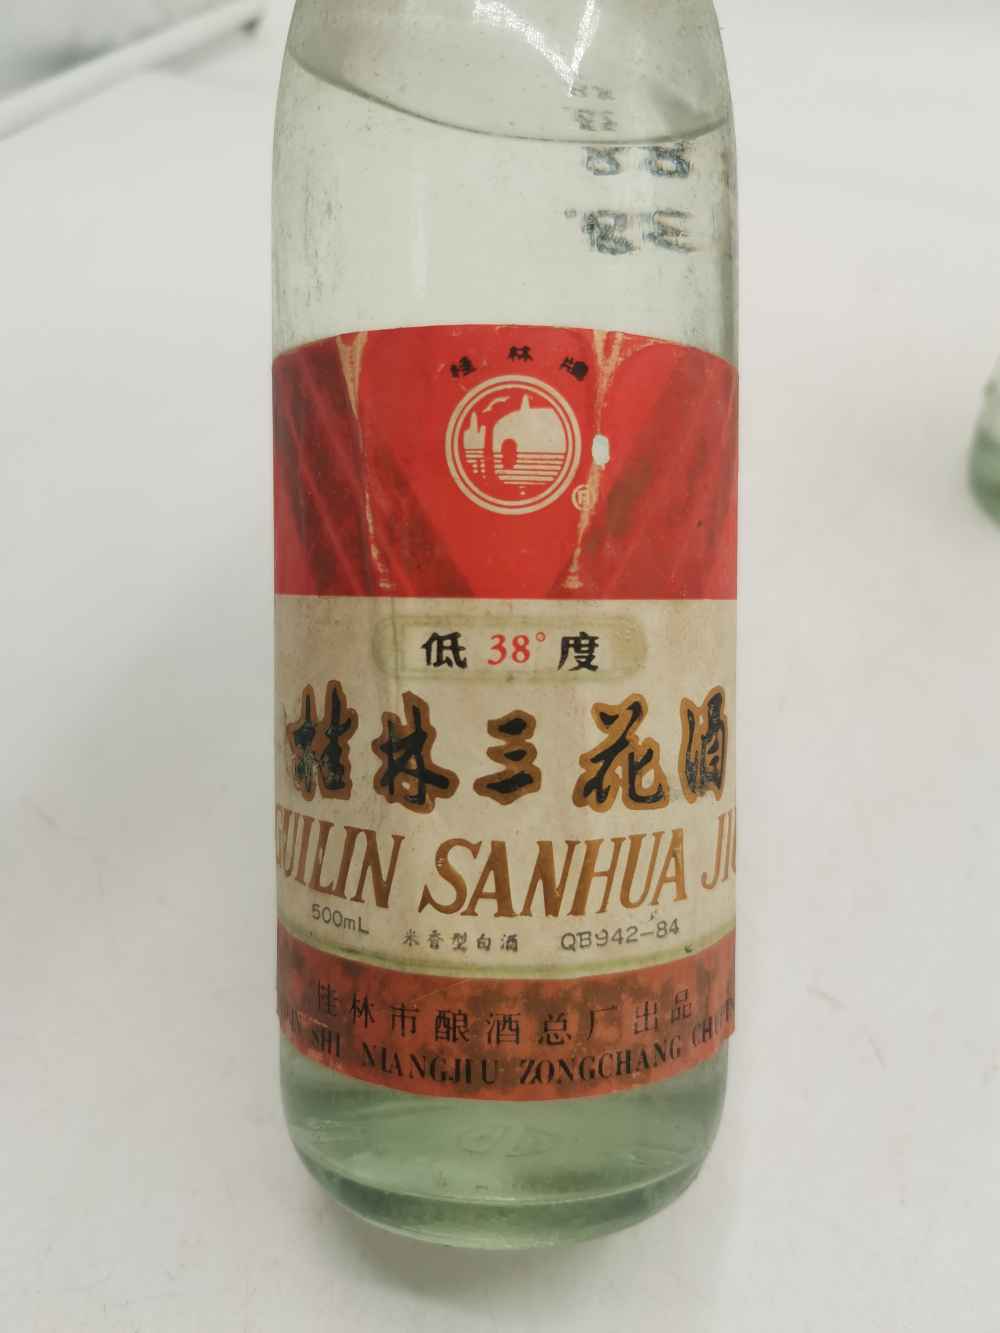 桂林牌
低38°度
桂林三花酒
GUILIN SANHUA
500mL 米香型白酒 QB942-84
桂林市酿酒总厂出品
SHI NIANGJIU ZONGCHANG